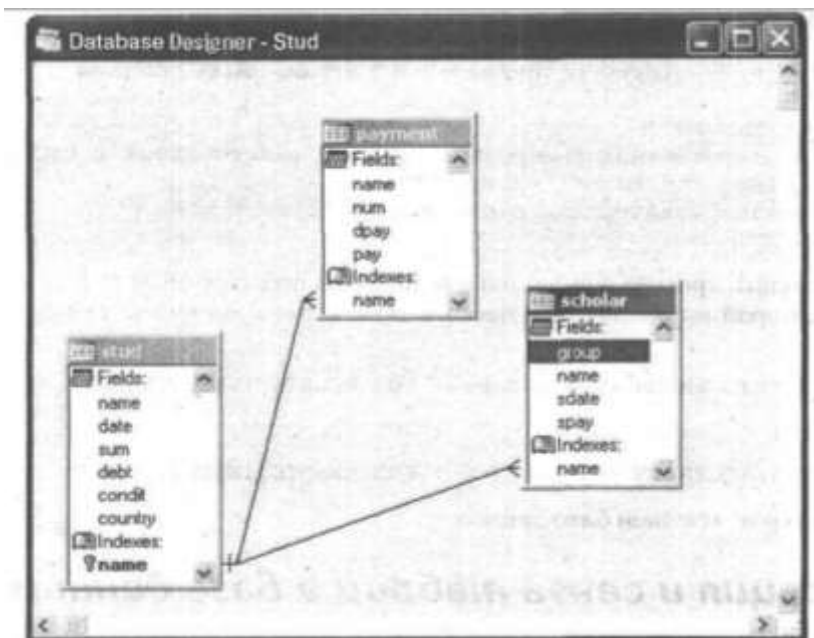 Database Designer - Stud
payment
Fields:
name
num
dpay
pay
Indexes:
name
scholar
Fields:
group
name
sdate
spay
Indexes:
name
stud
Fields:
name
date
sum
debt
condit
country
Indexes:
name